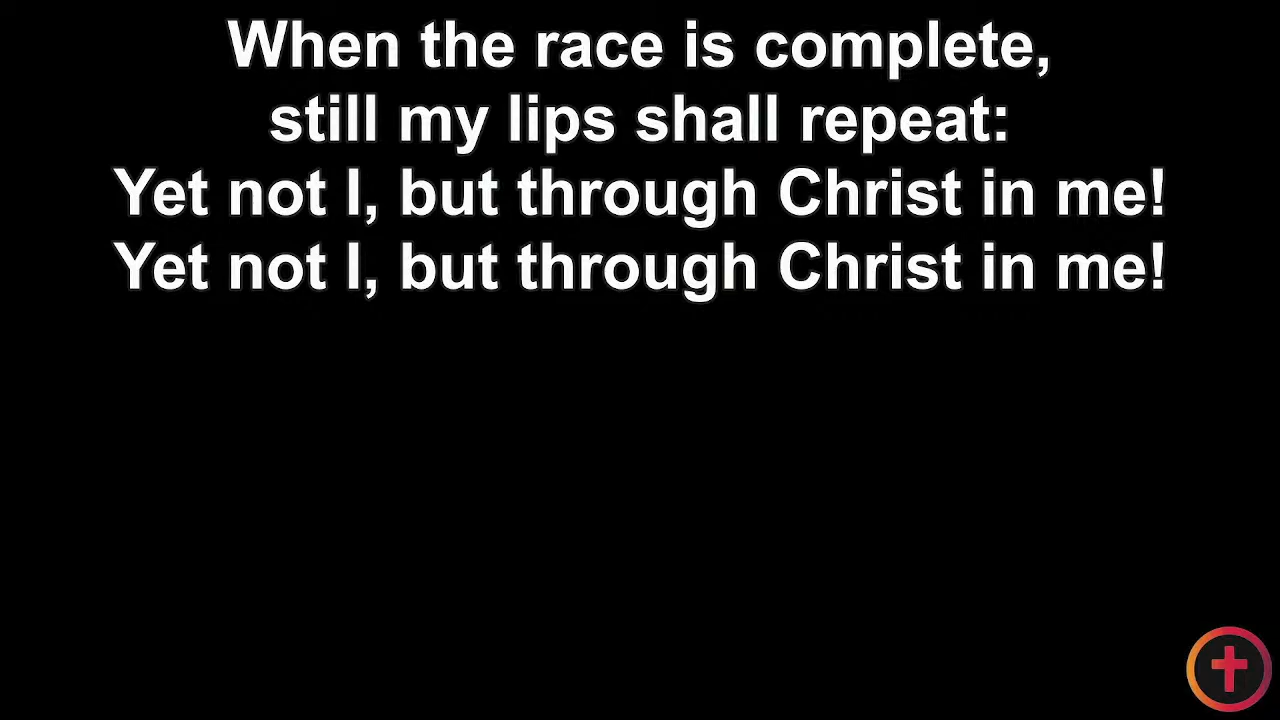 When the race is complete,
still my lips shall repeat:
Yet not I, but through Christ in me!
Yet not I, but through Christ in me!